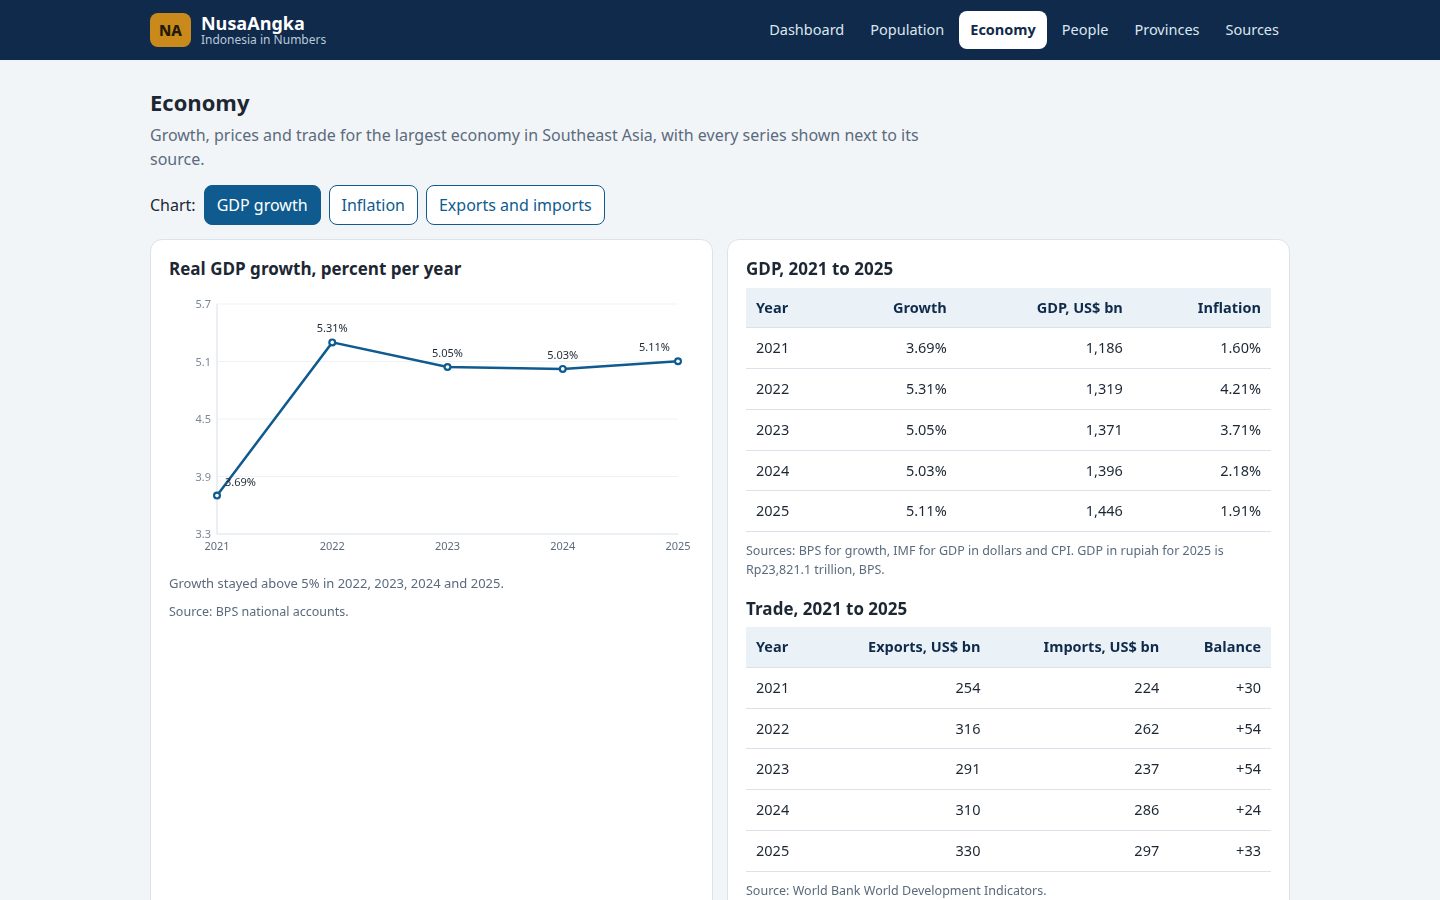 NA
NusaAngka
Indonesia in Numbers
Dashboard Population Economy People Provinces Sources
Economy
Growth, prices and trade for the largest economy in Southeast Asia, with every series shown next to its
source.
Chart: GDP growth Inflation Exports and imports
Real GDP growth, percent per year
5.7
5.1
4.5
3.9
3.3
3.69%
5.31%
5.05%
5.03%
5.11%
2021 2022 2023 2024 2025
Growth stayed above 5% in 2022, 2023, 2024 and 2025.
Source: BPS national accounts.
GDP, 2021 to 2025
Year Growth GDP, US$ bn Inflation
2021 3.69% 1,186 1.60%
2022 5.31% 1,319 4.21%
2023 5.05% 1,371 3.71%
2024 5.03% 1,396 2.18%
2025 5.11% 1,446 1.91%
Sources: BPS for growth, IMF for GDP in dollars and CPI. GDP in rupiah for 2025 is
Rp23,821.1 trillion, BPS.
Trade, 2021 to 2025
Year Exports, US$ bn Imports, US$ bn Balance
2021 254 224 +30
2022 316 262 +54
2023 291 237 +54
2024 310 286 +24
2025 330 297 +33
Source: World Bank World Development Indicators.